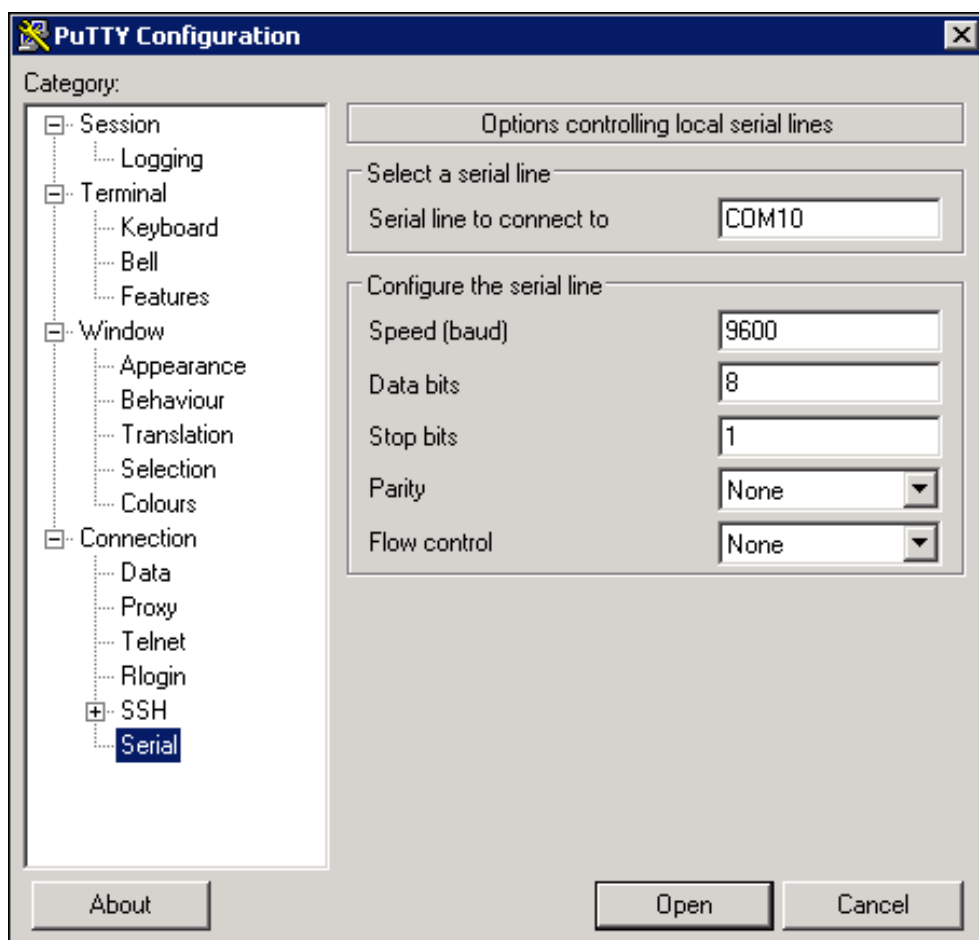 PuTTY Configuration
Category:
Session
Logging
Terminal
Keyboard
Bell
Features
Window
Appearance
Behaviour
Translation
Selection
Colours
Connection
Data
Proxy
Telnet
Rlogin
SSH
Serial
Options controlling local serial lines
Select a serial line
Serial line to connect to COM10
Configure the serial line
Speed (baud) 9600
Data bits 8
Stop bits 1
Parity None
Flow control None
About Open Cancel